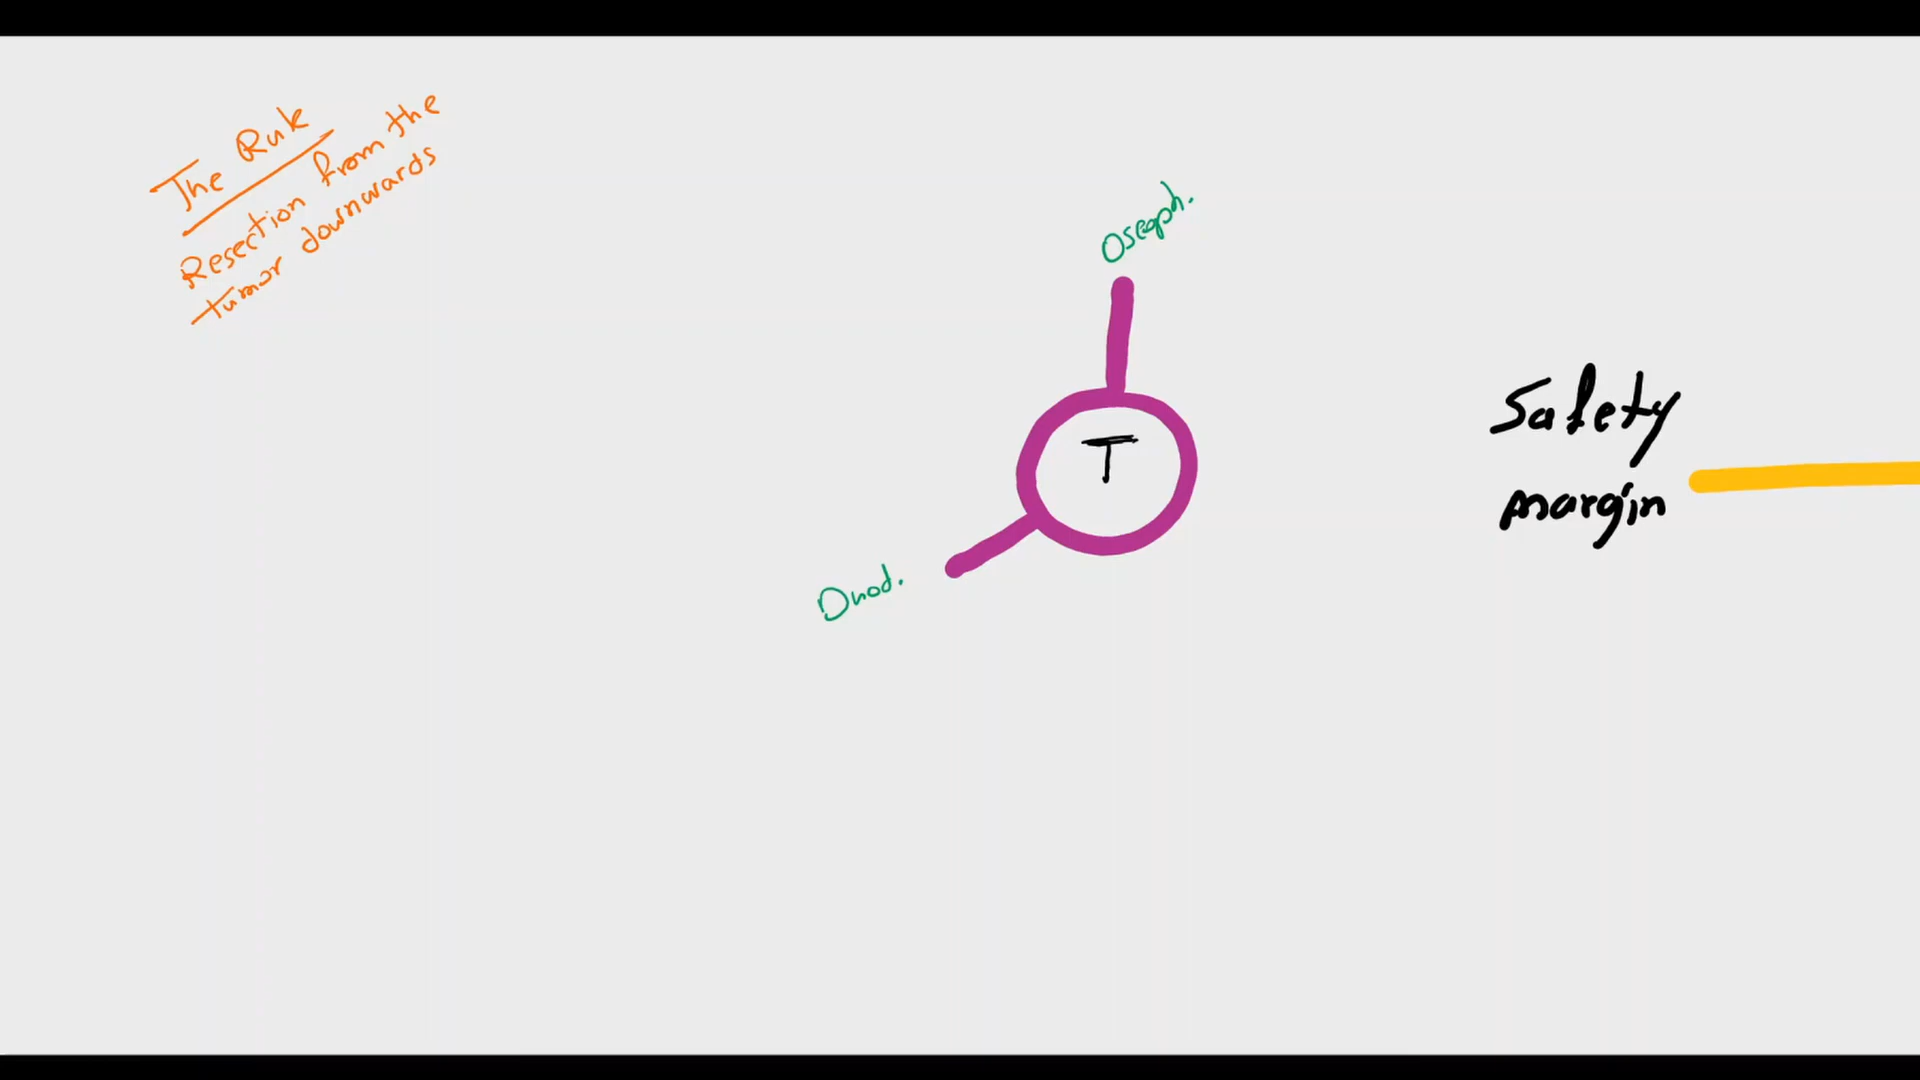 The Rule
Resection from the
tumor downwards
Oseoph.
T
Duod.
Safety
margin